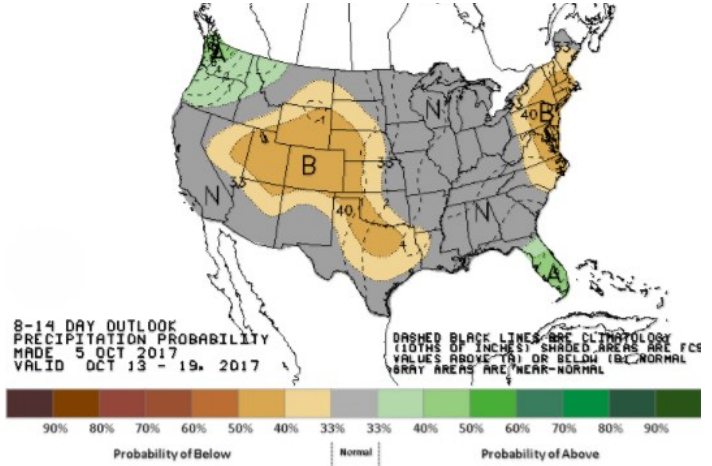 A
N
B
N
N
B
A
33
33
33
33
40
40
8-14 DAY OUTLOOK
PRECIPITATION PROBABILITY
MADE 5 OCT 2017
VALID OCT 13 - 19, 2017
DASHED BLACK LINES ARE CLIMATOLOGY
(10THS OF INCHES) SHADED AREAS ARE FCS
VALUES ABOVE (A) OR BELOW (B) NORMAL
GRAY AREAS ARE NEAR-NORMAL
90% 80% 70% 60% 50% 40% 33% 33% 40% 50% 60% 70% 80% 90%
Probability of Below Normal Probability of Above